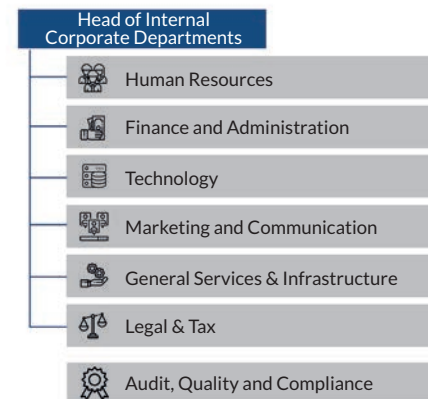 Head of Internal
Corporate Departments
Human Resources
Finance and Administration
Technology
Marketing and Communication
General Services & Infrastructure
Legal & Tax
Audit, Quality and Compliance